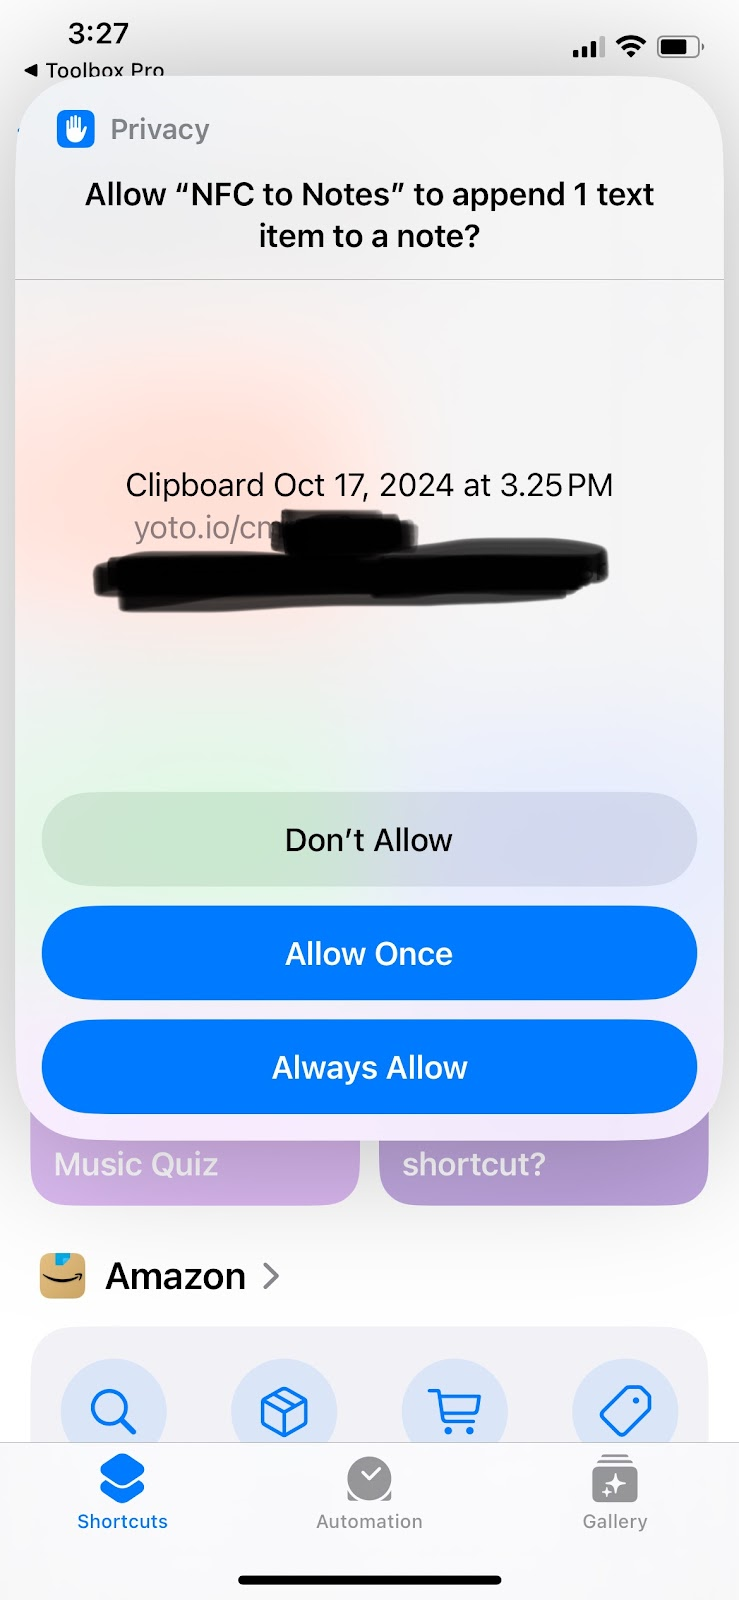 3:27
Toolbox Pro
Privacy
Allow “NFC to Notes” to append 1 text
item to a note?
Clipboard Oct 17, 2024 at 3.25 PM
yoto.io/cm
Don’t Allow
Allow Once
Always Allow
Music Quiz
shortcut?
Amazon
Shortcuts
Automation
Gallery